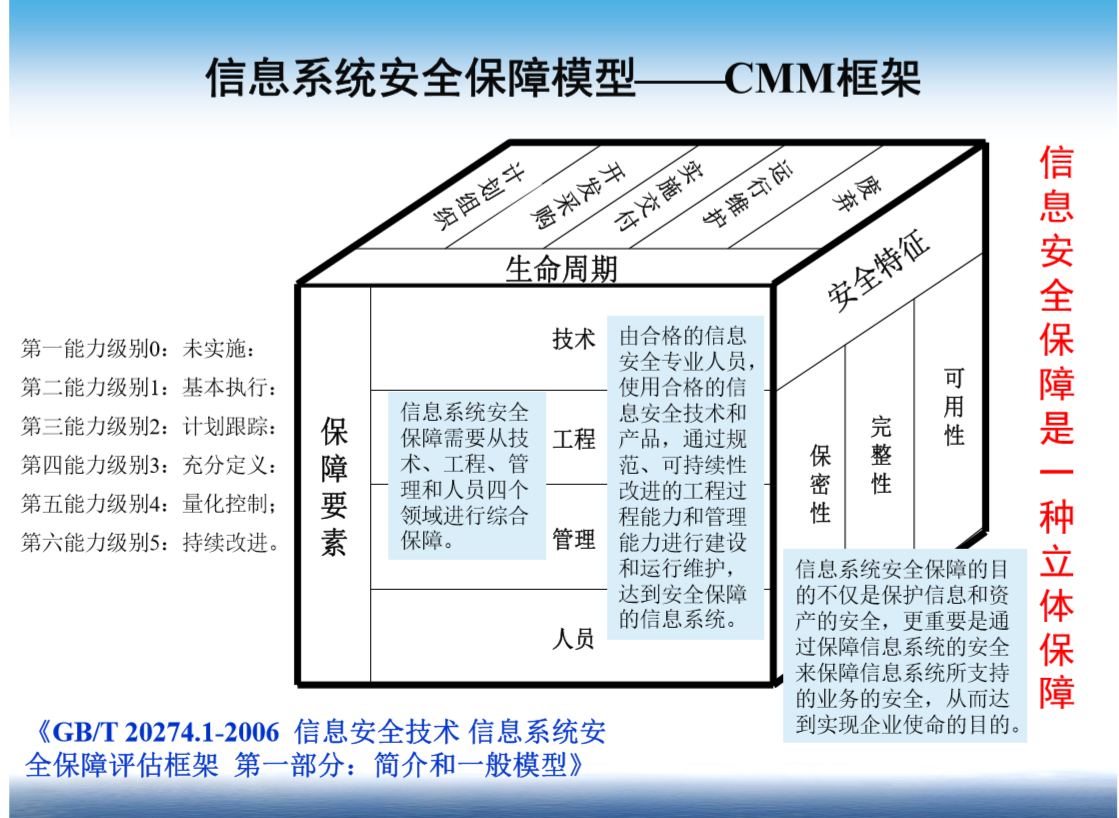 信息系统安全保障模型——CMM框架
计划组织
开发采购
实施交付
运行维护
废弃
生命周期
安全特征
信息安全保障是一种立体保障
第一能力级别0：未实施：
第二能力级别1：基本执行：
第三能力级别2：计划跟踪：
第四能力级别3：充分定义：
第五能力级别4：量化控制；
第六能力级别5：持续改进。
保障要素
技术
工程
管理
人员
信息系统安全
保障需要从技
术、工程、管
理和人员四个
领域进行综合
保障。
由合格的信息
安全专业人员，
使用合格的信
息安全技术和
产品，通过规
范、可持续性
改进的工程过
程能力和管理
能力进行建设
和运行维护，
达到安全保障
的信息系统。
保密性
完整性
可用性
信息系统安全保障的目
的不仅是保护信息和资
产的安全，更重要是通
过保障信息系统的安全
来保障信息系统所支持
的业务的安全，从而达
到实现企业使命的目的。
《GB/T 20274.1-2006 信息安全技术 信息系统安
全保障评估框架 第一部分：简介和一般模型》